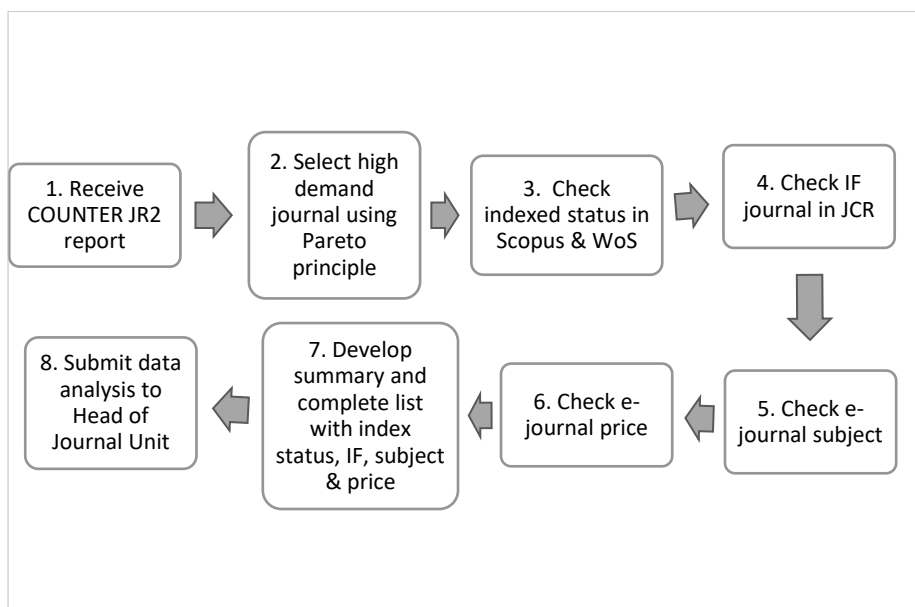 1. Receive
COUNTER JR2
report
2. Select high
demand
journal using
Pareto
principle
3. Check
indexed status in
Scopus & WoS
4. Check IF
journal in JCR
5. Check e-
journal subject
6. Check e-
journal price
7. Develop
summary and
complete list
with index
status, IF, subject
& price
8. Submit data
analysis to
Head of
Journal Unit